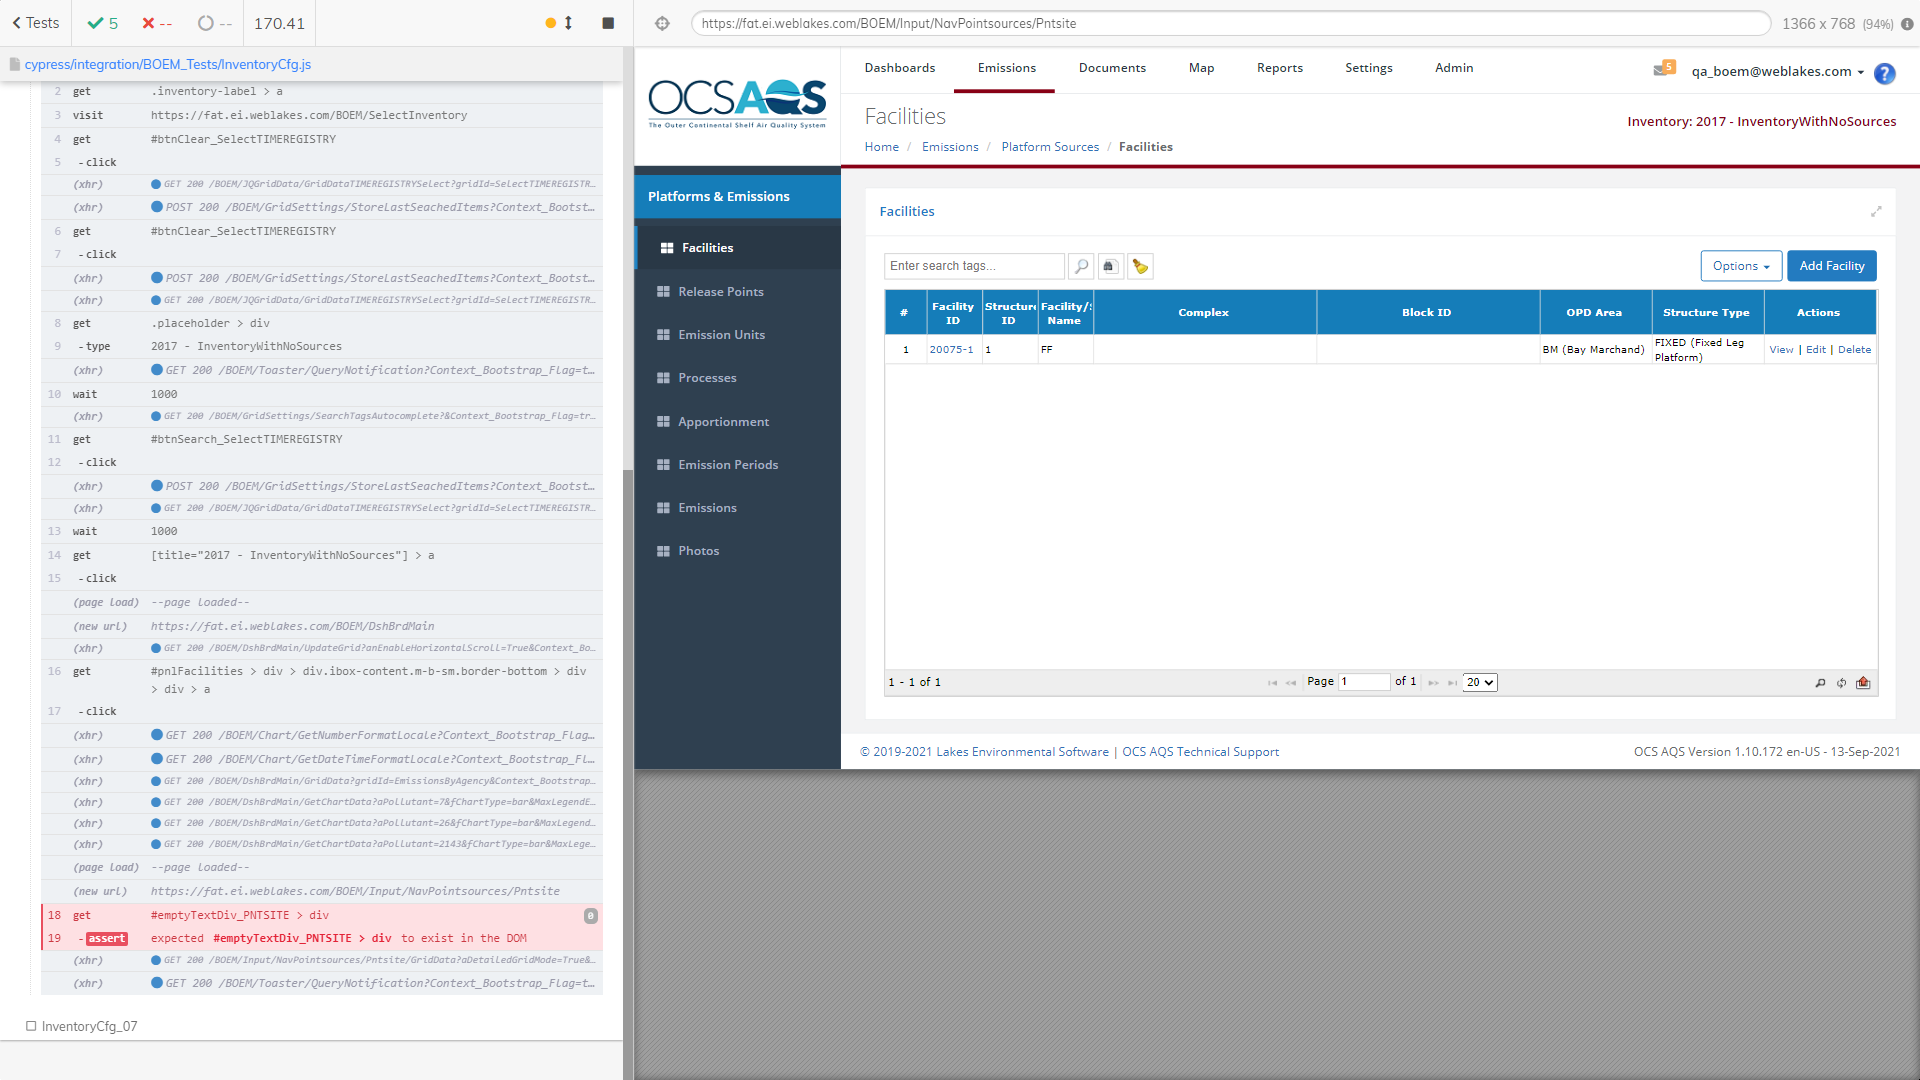 Tests
5
--
--
170.41
https://fat.ei.weblakes.com/BOEM/Input/NavPointsources/Pntsite
1366 x 768 (94%)
cypress/integration/BOEM_Tests/InventoryCfg.js
2 get .inventory-label > a
3 visit https://fat.ei.weblakes.com/BOEM/SelectInventory
4 get #btnClear_SelectTIMEREGISTRY
5 - click
(xhr) GET 200 /BOEM/JQGridData/GridDataTIMEREGISTRYSelect?gridId=SelectTIMEREGISTR...
(xhr) POST 200 /BOEM/GridSettings/StoreLastSeachedItems?Context_Bootst...
6 get #btnClear_SelectTIMEREGISTRY
7 - click
(xhr) POST 200 /BOEM/GridSettings/StoreLastSeachedItems?Context_Bootst...
(xhr) GET 200 /BOEM/JQGridData/GridDataTIMEREGISTRYSelect?gridId=SelectTIMEREGISTR...
8 get .placeholder > div
9 - type 2017 - InventoryWithNoSources
(xhr) GET 200 /BOEM/Toaster/QueryNotification?Context_Bootstrap_Flag=t...
10 wait 1000
(xhr) GET 200 /BOEM/GridSettings/SearchTagsAutocomplete?&Context_Bootstrap_Flag=tr...
11 get #btnSearch_SelectTIMEREGISTRY
12 - click
(xhr) POST 200 /BOEM/GridSettings/StoreLastSeachedItems?Context_Bootst...
(xhr) GET 200 /BOEM/JQGridData/GridDataTIMEREGISTRYSelect?gridId=SelectTIMEREGISTR...
13 wait 1000
14 get [title="2017 - InventoryWithNoSources"] > a
15 - click
(page load) --page loaded--
(new url) https://fat.ei.weblakes.com/BOEM/DshBrdMain
(xhr) GET 200 /BOEM/DshBrdMain/UpdateGrid?anEnableHorizontalScroll=True&Context_Bo...
16 get #pnlFacilities > div > div.ibox-content.m-b-sm.border-bottom > div
> div > a
17 - click
(xhr) GET 200 /BOEM/Chart/GetNumberFormatLocale?Context_Bootstrap_Flag...
(xhr) GET 200 /BOEM/Chart/GetDateTimeFormatLocale?Context_Bootstrap_Fl...
(xhr) GET 200 /BOEM/DshBrdMain/GridData?gridId=EmissionsByAgency&Context_Bootstrap...
(xhr) GET 200 /BOEM/DshBrdMain/GetChartData?aPollutant=7&fChartType=bar&MaxLegendE...
(xhr) GET 200 /BOEM/DshBrdMain/GetChartData?aPollutant=26&fChartType=bar&MaxLegend...
(xhr) GET 200 /BOEM/DshBrdMain/GetChartData?aPollutant=2143&fChartType=bar&MaxLege...
(page load) --page loaded--
(new url) https://fat.ei.weblakes.com/BOEM/Input/NavPointsources/Pntsite
18 get #emptyTextDiv_PNTSITE > div 0
19 - assert expected #emptyTextDiv_PNTSITE > div to exist in the DOM
(xhr) GET 200 /BOEM/Input/NavPointsources/Pntsite/GridData?aDetailedGridMode=True&...
(xhr) GET 200 /BOEM/Toaster/QueryNotification?Context_Bootstrap_Flag=t...
InventoryCfg_07
OCSAQS
The Outer Continental Shelf Air Quality System
Dashboards Emissions Documents Map Reports Settings Admin
5 qa_boem@weblakes.com ?
Facilities
Inventory: 2017 - InventoryWithNoSources
Home / Emissions / Platform Sources / Facilities
Platforms & Emissions
Facilities
Release Points
Emission Units
Processes
Apportionment
Emission Periods
Emissions
Photos
Facilities
Enter search tags...
Options
Add Facility
# Facility ID Structure ID Facility/S Name Complex Block ID OPD Area Structure Type Actions
1 20075-1 1 FF BM (Bay Marchand) FIXED (Fixed Leg Platform) View | Edit | Delete
1 - 1 of 1
Page 1 of 1 20
© 2019-2021 Lakes Environmental Software | OCS AQS Technical Support
OCS AQS Version 1.10.172 en-US - 13-Sep-2021